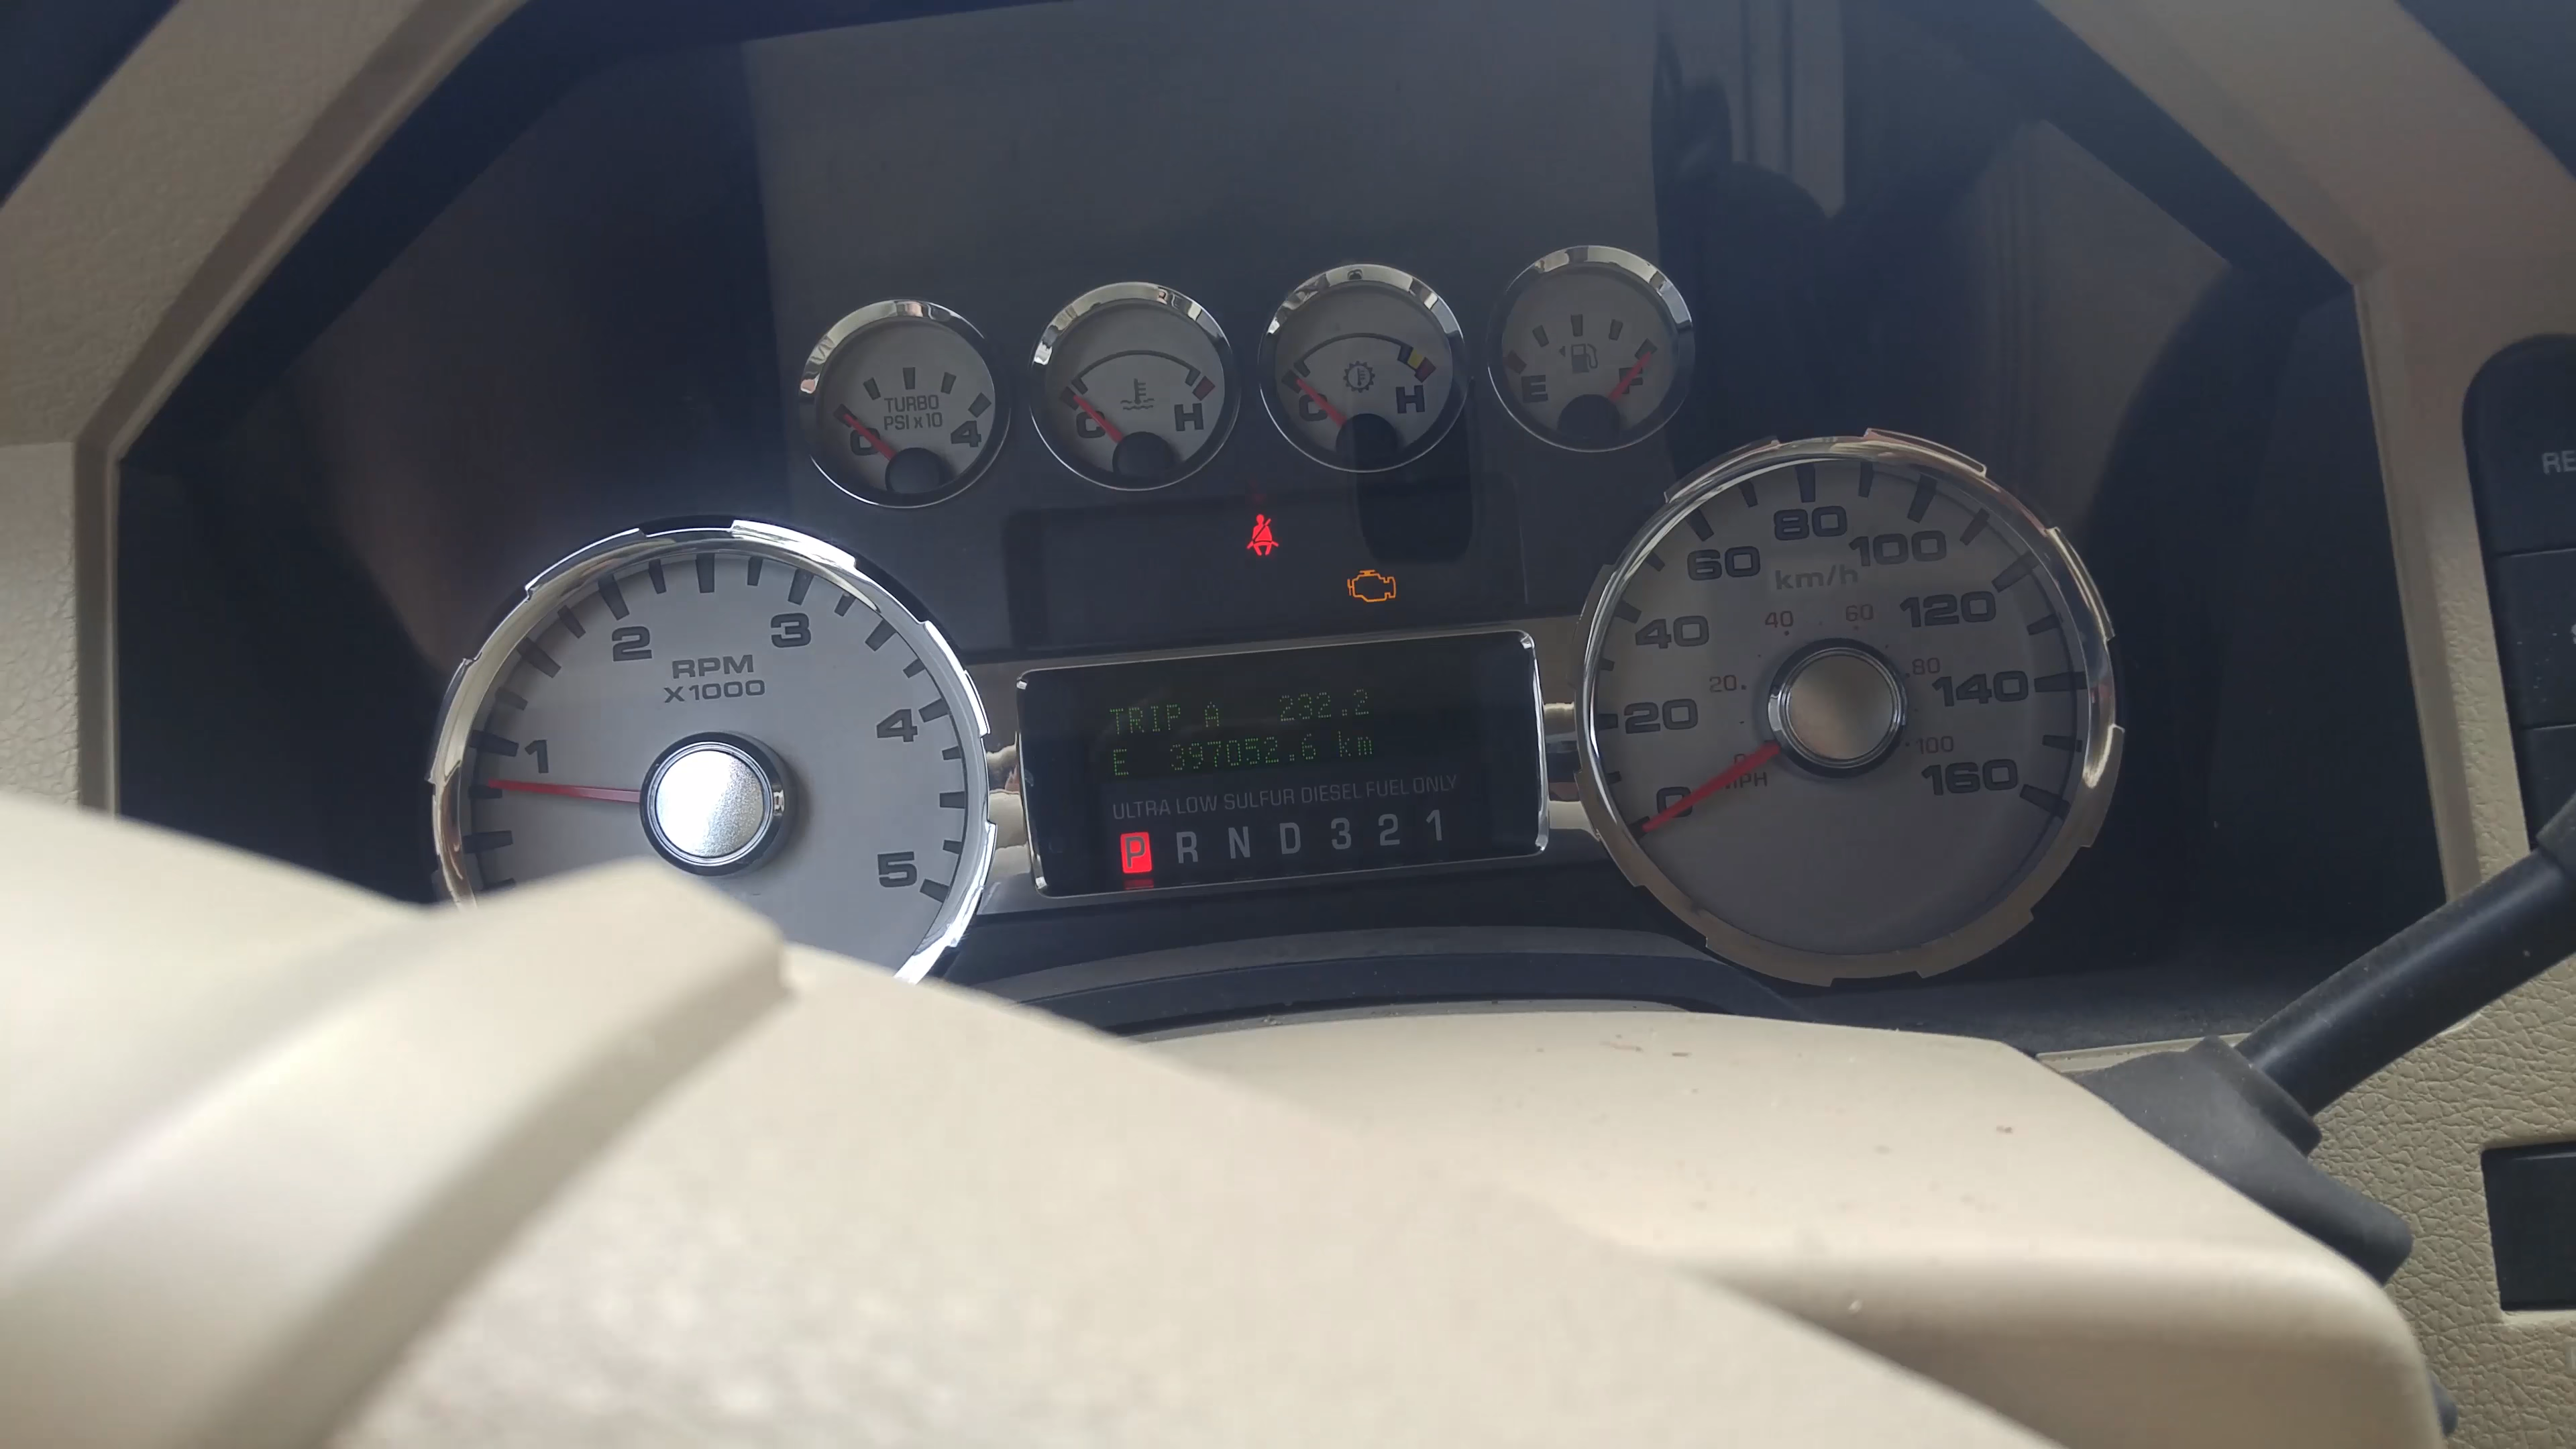 TURBO
PSI x 10
0 4
C H
C H
E F
RPM
X1000
1 2 3 4 5
km/h
0 20 40 60 80 100 120 140 160
MPH
0 20 40 60 80 100
TRIP A 232.2
E 397052.6 km
ULTRA LOW SULFUR DIESEL FUEL ONLY
P R N D 3 2 1
RE